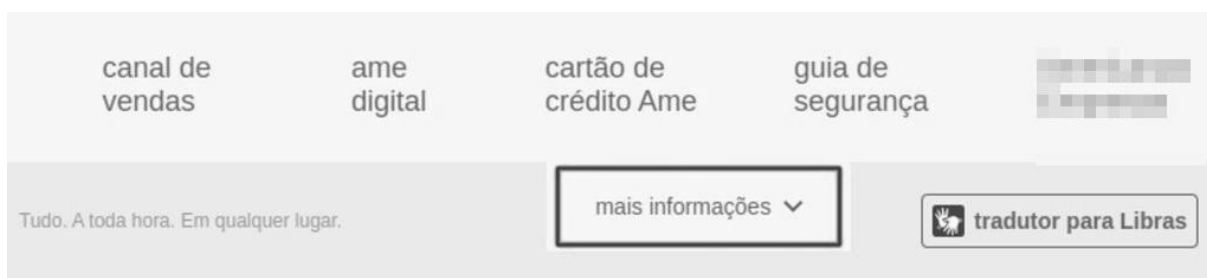 canal de
vendas
ame
digital
cartão de
crédito Ame
guia de
segurança
Tudo. A toda hora. Em qualquer lugar.
mais informações
tradutor para Libras